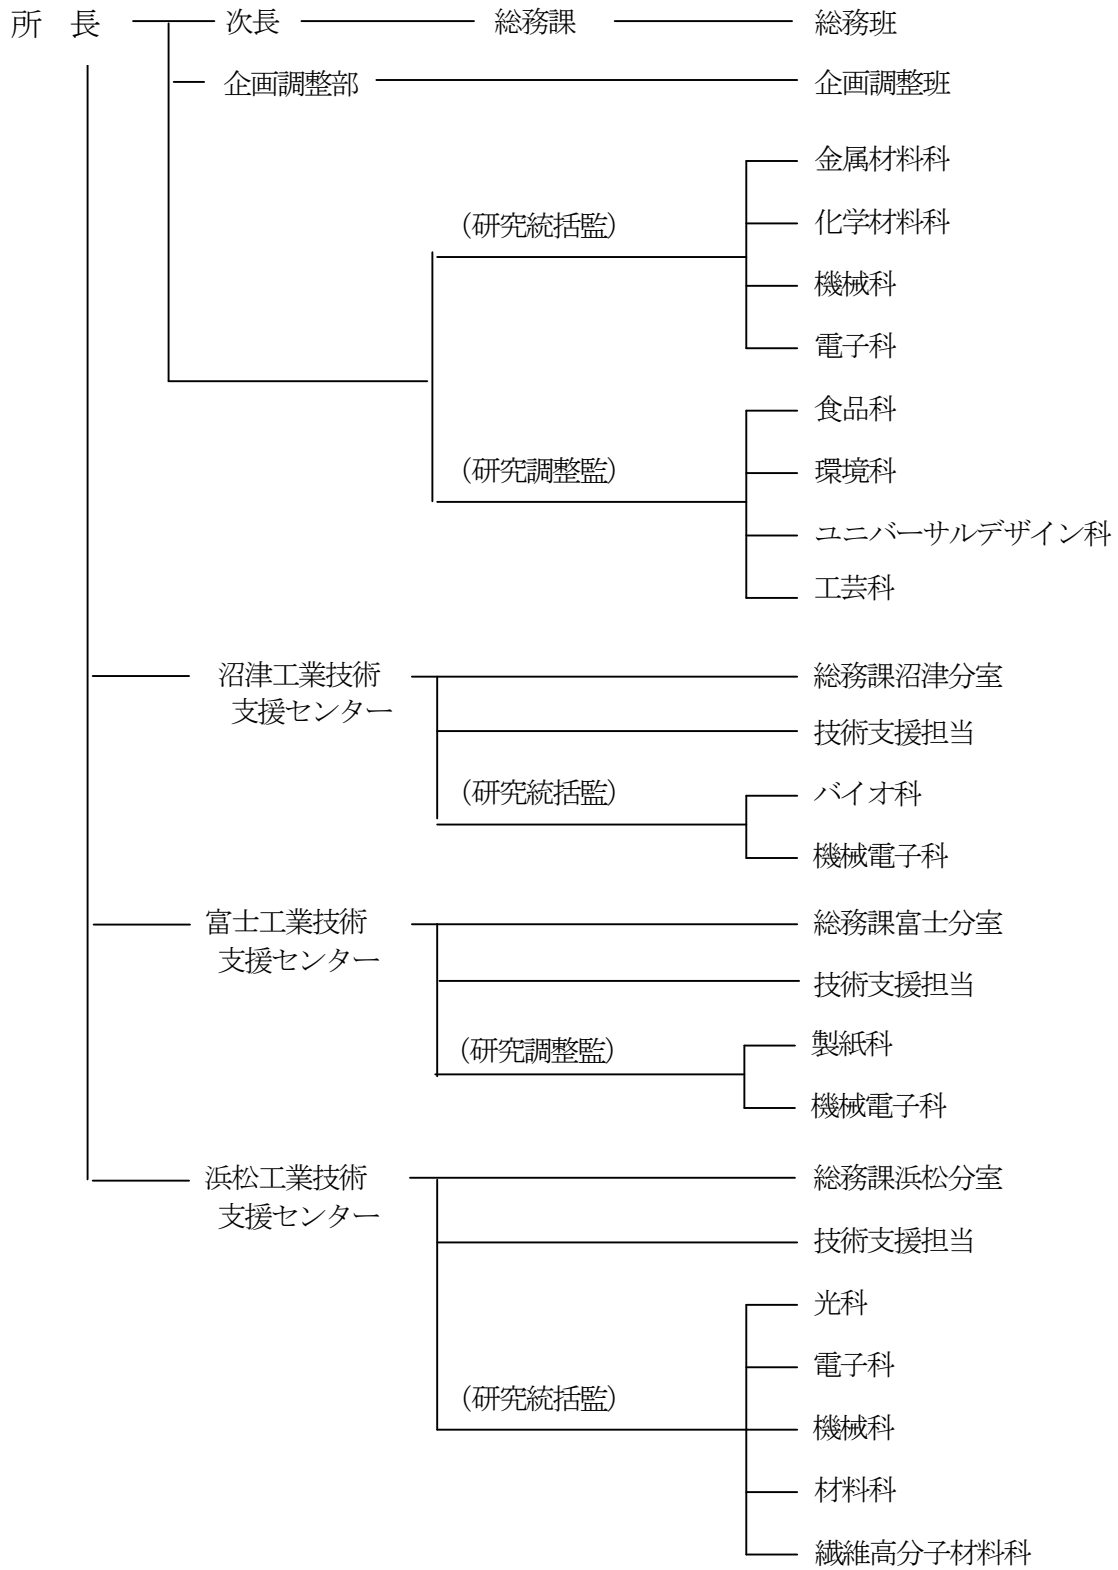 所 長 次長 総務課 総務班
企画調整部 企画調整班
金属材料科
(研究統括監) 化学材料科
機械科
電子科
食品科
(研究調整監) 環境科
ユニバーサルデザイン科
工芸科
沼津工業技術 総務課沼津分室
支援センター
技術支援担当
(研究統括監) バイオ科
機械電子科
富士工業技術 総務課富士分室
支援センター
技術支援担当
(研究調整監) 製紙科
機械電子科
浜松工業技術 総務課浜松分室
支援センター
技術支援担当
光科
電子科
(研究統括監)
機械科
材料科
繊維高分子材料科